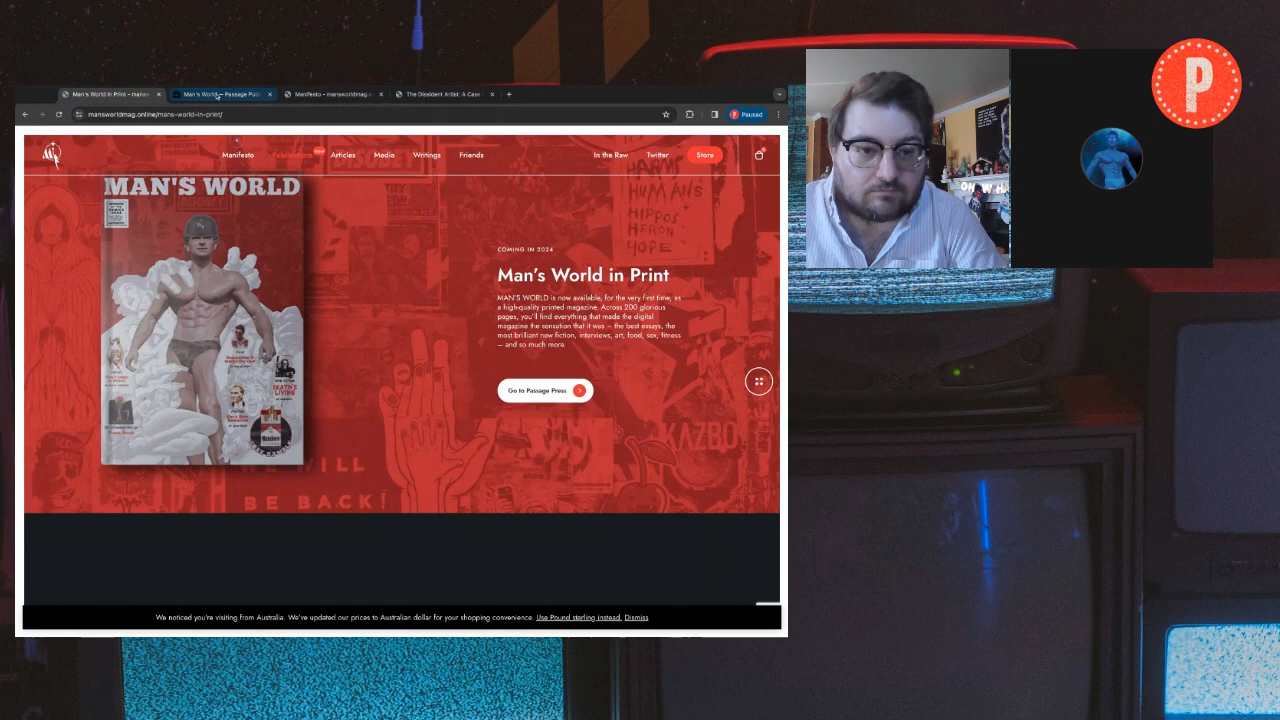 Man's World in Print - mansw
Man's World — Passage Publ
Manifesto - mansworldmag.o
The Dissident Artist: A Case
mansworldmag.online/mans-world-in-print/
Paused
P
Manifesto
Articles
Media
Writings
Friends
In the Raw
Twitter
Store
MAN'S WORLD
COMING IN 2024
Man's World in Print
MAN'S WORLD is now available, for the very first time, as
a high-quality printed magazine. Across 200 glorious
pages, you'll find everything that made the digital
magazine the sensation that it was – the best essays, the
most brilliant new fiction, interviews, art, food, sex, fitness
– and so much more.
Go to Passage Press
HUMANS
HIPPOS
HERON
HOPE
KAZBO
WE WILL
BE BACK!
We noticed you're visiting from Australia. We've updated our prices to Australian dollar for your shopping convenience. Use Pound sterling instead. Dismiss